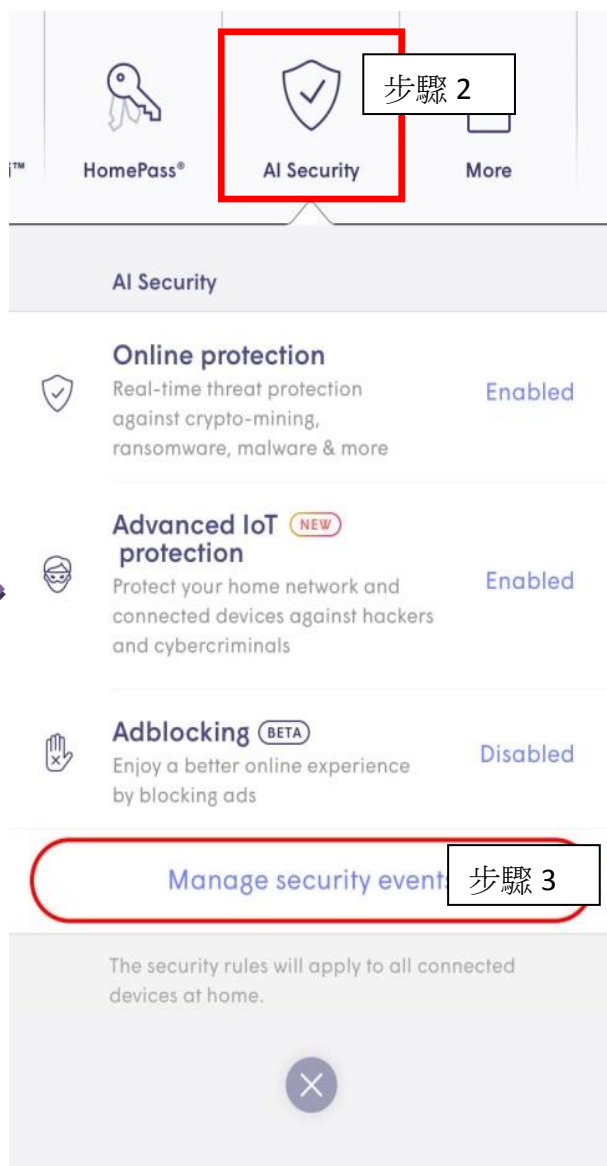 步驟 2
™
HomePass®
AI Security
More
AI Security
Online protection
Real-time threat protection
against crypto-mining,
ransomware, malware & more
Enabled
Advanced IoT NEW
protection
Protect your home network and
connected devices against hackers
and cybercriminals
Enabled
Adblocking BETA
Enjoy a better online experience
by blocking ads
Disabled
Manage security events
步驟 3
The security rules will apply to all connected
devices at home.